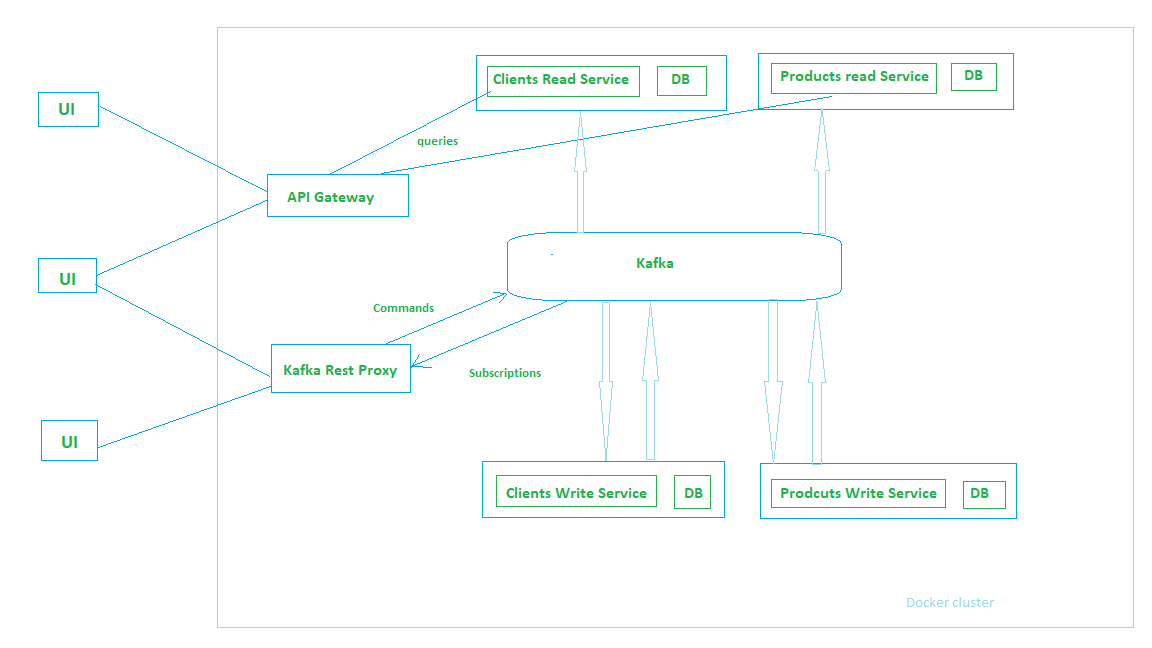 Clients Read Service
DB
Products read Service
DB
UI
queries
API Gateway
UI
Kafka
Commands
Kafka Rest Proxy
Subscriptions
UI
Clients Write Service
DB
Prodcuts Write Service
DB
Docker cluster